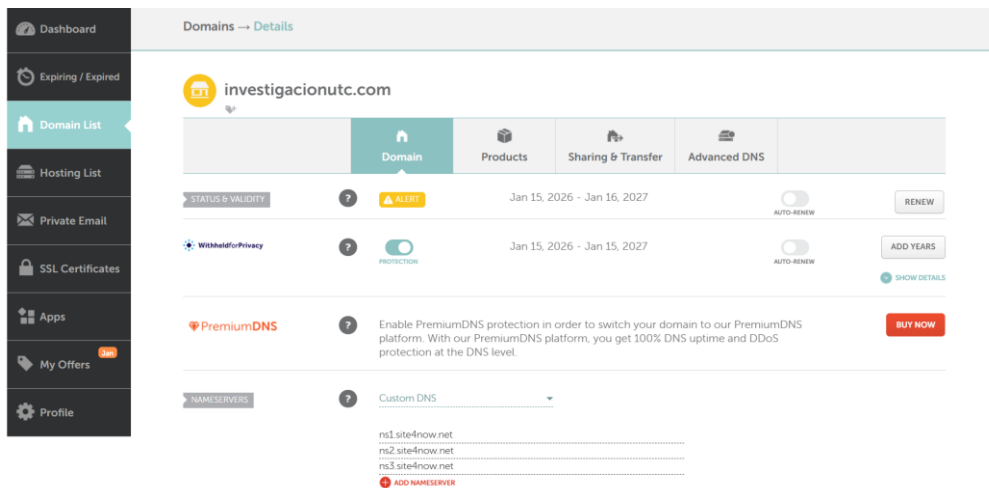 Dashboard
Domains → Details
Expiring / Expired
investigacionutc.com
Domain List
Domain
Products
Sharing & Transfer
Advanced DNS
Hosting List
STATUS & VALIDITY
?
ALERT
Jan 15, 2026 - Jan 16, 2027
AUTO-RENEW
RENEW
Private Email
WithheldforPrivacy
?
PROTECTION
Jan 15, 2026 - Jan 15, 2027
AUTO-RENEW
ADD YEARS
SHOW DETAILS
SSL Certificates
Apps
PremiumDNS
?
Enable PremiumDNS protection in order to switch your domain to our PremiumDNS
platform. With our PremiumDNS platform, you get 100% DNS uptime and DDoS
protection at the DNS level.
BUY NOW
My Offers
Jan
Profile
NAMESERVERS
?
Custom DNS
ns1.site4now.net
ns2.site4now.net
ns3.site4now.net
ADD NAMESERVER